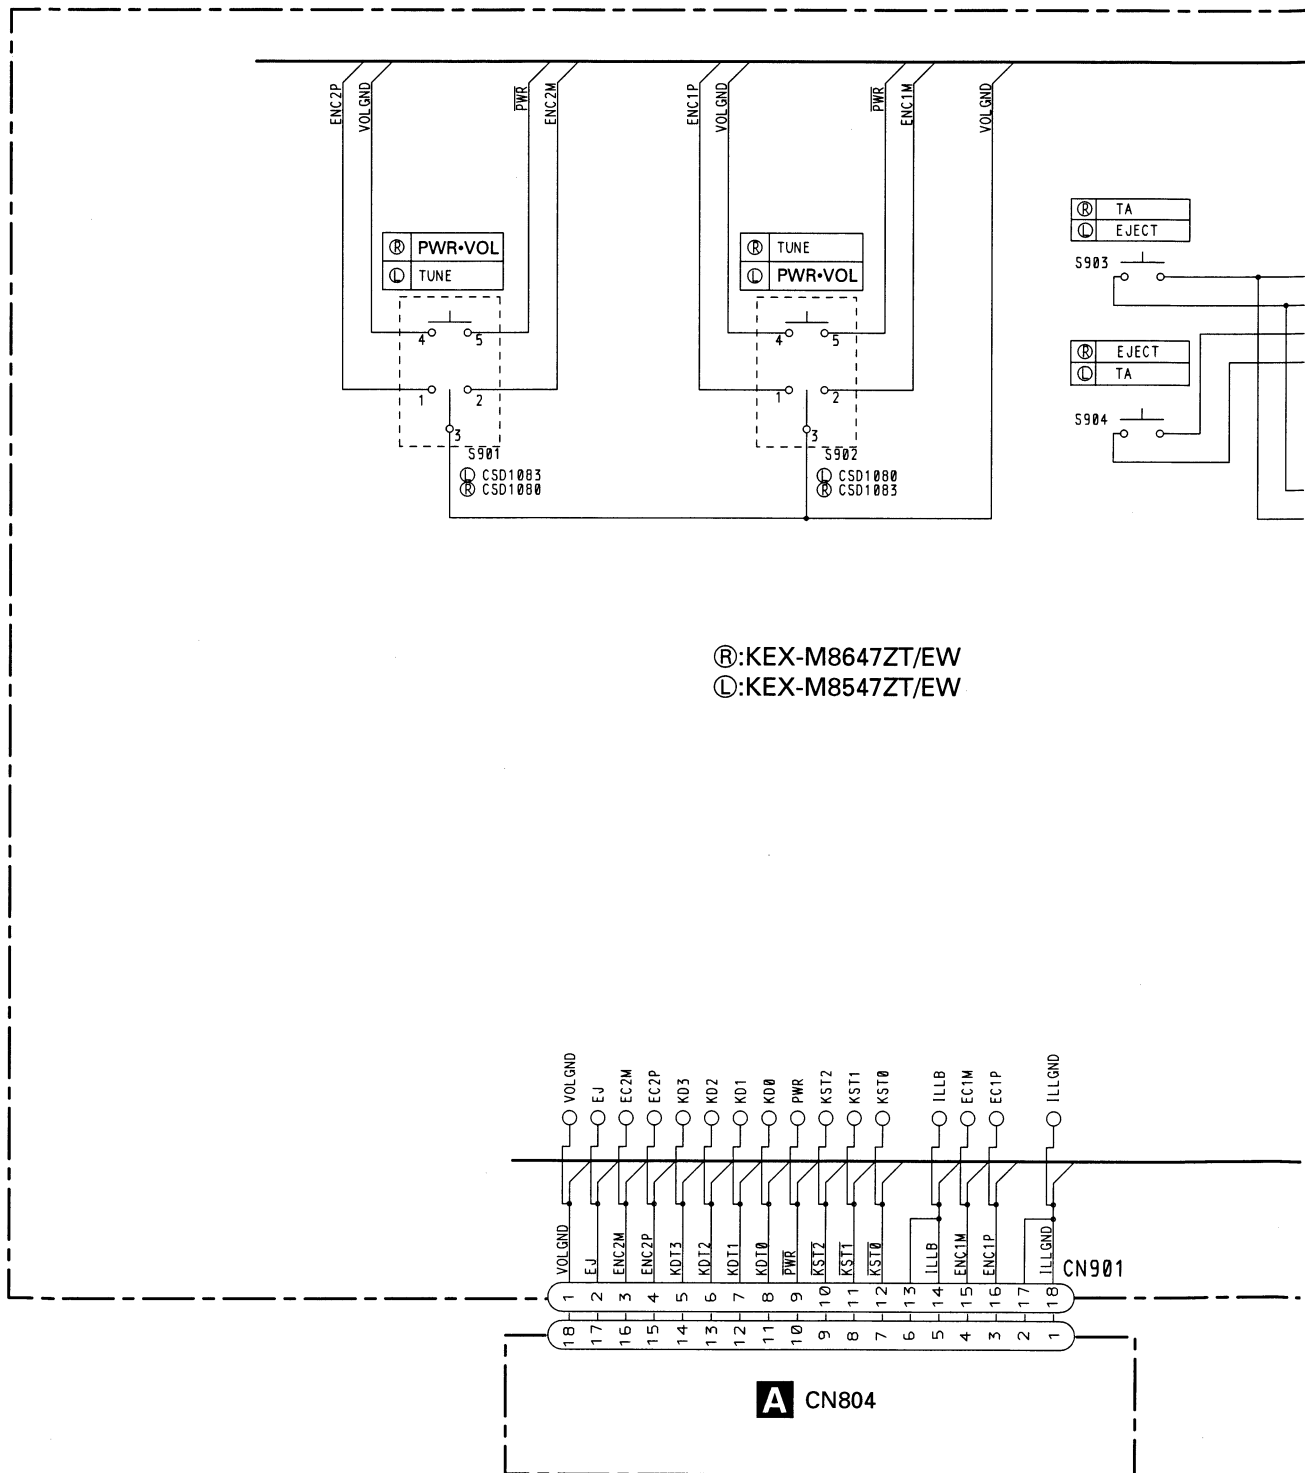 ENC2P
VOLGND
PWR
ENC2M
ENC1P
VOLGND
PWR
ENC1M
VOLGND
Ⓡ PWR•VOL
Ⓛ TUNE
4 5
1 2
3
S901
Ⓛ CSD1083
Ⓡ CSD1080
Ⓡ TUNE
Ⓛ PWR•VOL
4 5
1 2
3
S902
Ⓛ CSD1080
Ⓡ CSD1083
Ⓡ TA
Ⓛ EJECT
S903
Ⓡ EJECT
Ⓛ TA
S904
Ⓡ:KEX-M8647ZT/EW
Ⓛ:KEX-M8547ZT/EW
VOLGND
EJ
EC2M
EC2P
KD3
KD2
KD1
KD0
PWR
KST2
KST1
KST0
ILLB
EC1M
EC1P
ILLGND
VOLGND
EJ
ENC2M
ENC2P
KDT3
KDT2
KDT1
KDT0
PWR
KST2
KST1
KST0
ILLB
ENC1M
ENC1P
ILLGND
CN901
1 2 3 4 5 6 7 8 9 10 11 12 13 14 15 16 17 18
18 17 16 15 14 13 12 11 10 9 8 7 6 5 4 3 2 1
A CN804